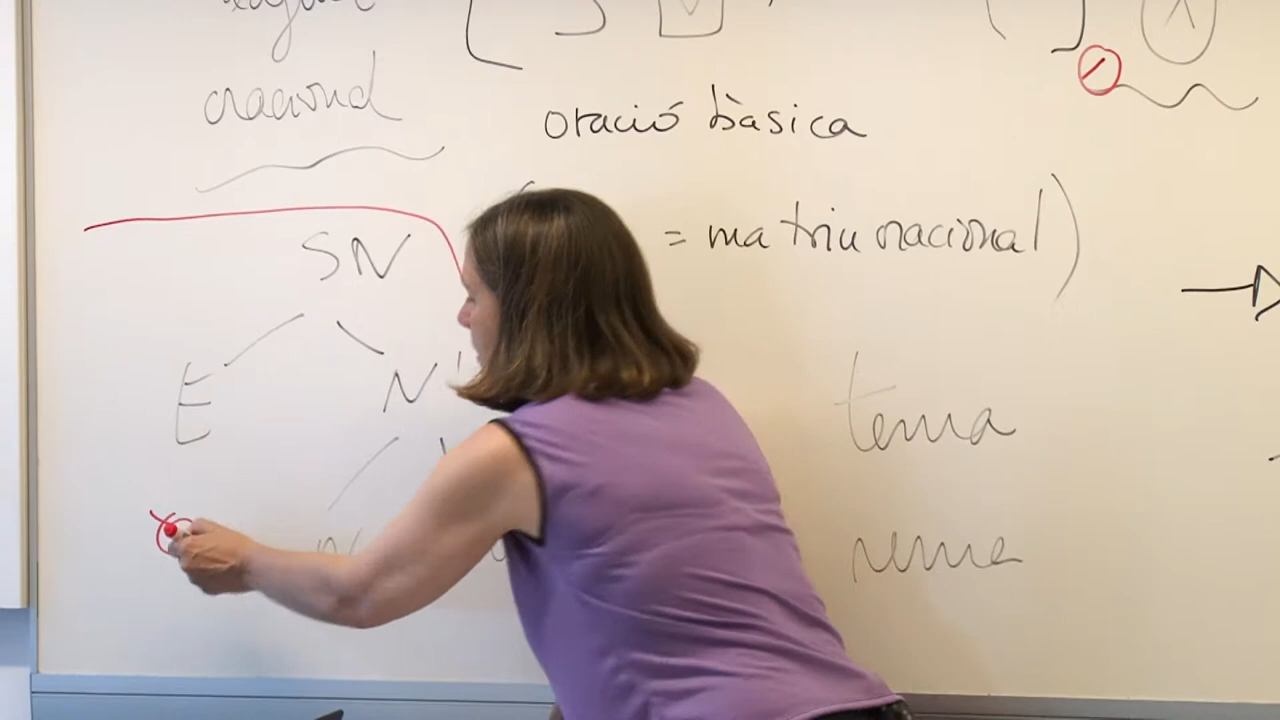 oracional
oració bàsica
= matriu oracional)
SN
E
N'
tema
rema
N